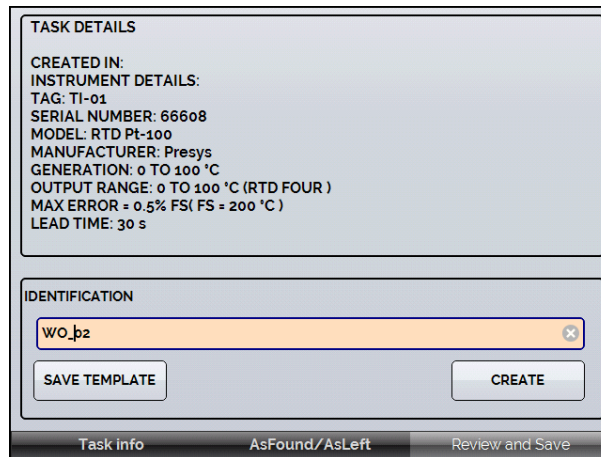 TASK DETAILS
CREATED IN:
INSTRUMENT DETAILS:
TAG: TI-01
SERIAL NUMBER: 66608
MODEL: RTD Pt-100
MANUFACTURER: Presys
GENERATION: 0 TO 100 °C
OUTPUT RANGE: 0 TO 100 °C (RTD FOUR )
MAX ERROR = 0.5% FS( FS = 200 °C )
LEAD TIME: 30 s
IDENTIFICATION
WO_02
SAVE TEMPLATE
CREATE
Task info
AsFound/AsLeft
Review and Save